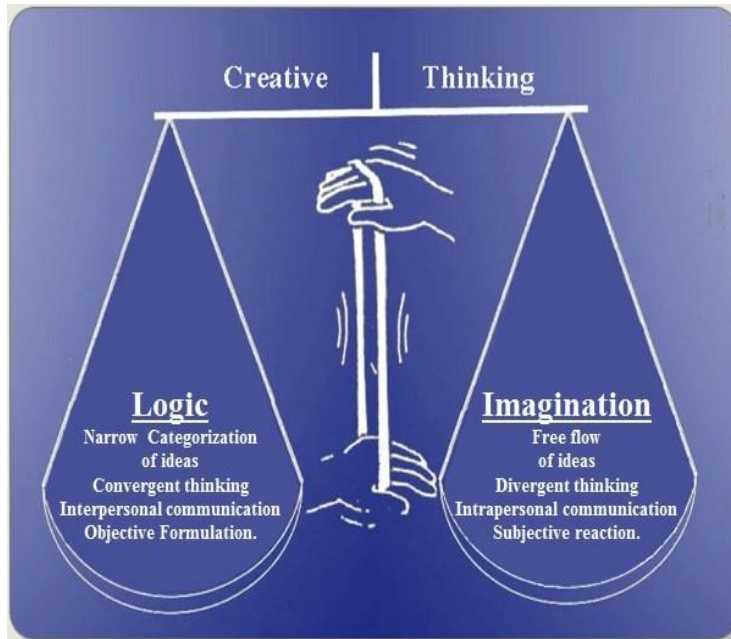 Creative Thinking
Logic
Narrow Categorization
of ideas
Convergent thinking
Interpersonal communication
Objective Formulation.
Imagination
Free flow
of ideas
Divergent thinking
Intrapersonal communication
Subjective reaction.